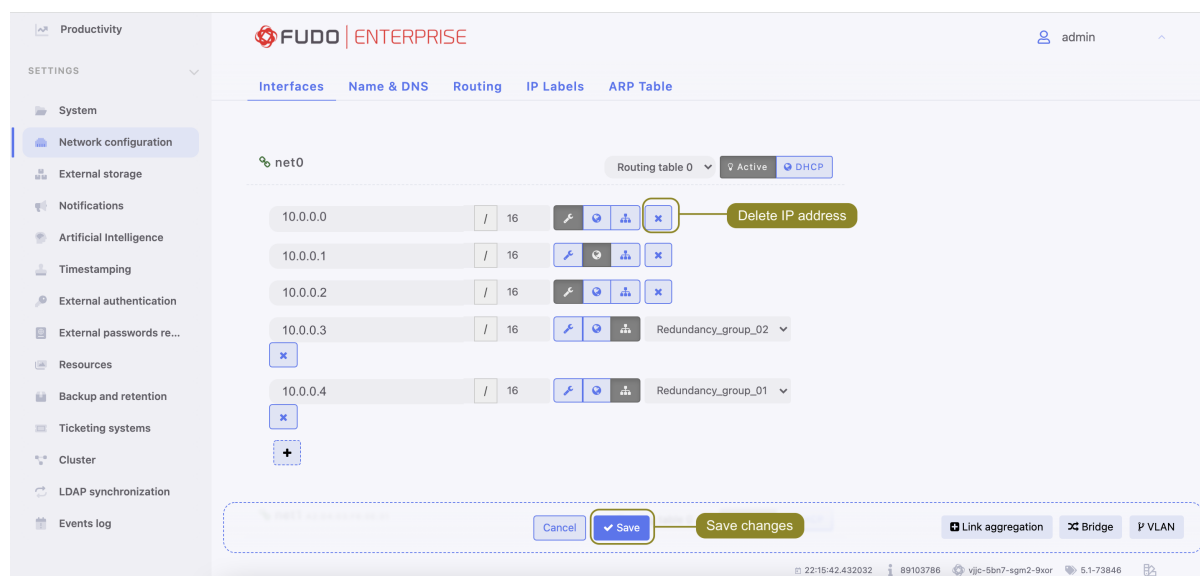 Productivity
SETTINGS
System
Network configuration
External storage
Notifications
Artificial Intelligence
Timestamping
External authentication
External passwords re...
Resources
Backup and retention
Ticketing systems
Cluster
LDAP synchronization
Events log
FUDO ENTERPRISE
admin
Interfaces Name & DNS Routing IP Labels ARP Table
net0 Routing table 0 Active DHCP
10.0.0.0 / 16 Delete IP address
10.0.0.1 / 16
10.0.0.2 / 16
10.0.0.3 / 16 Redundancy_group_02
10.0.0.4 / 16 Redundancy_group_01
Cancel Save Save changes Link aggregation Bridge VLAN
22:15:42.432032 89103786 vjjc-5bn7-sgm2-9xor 5.1-73846